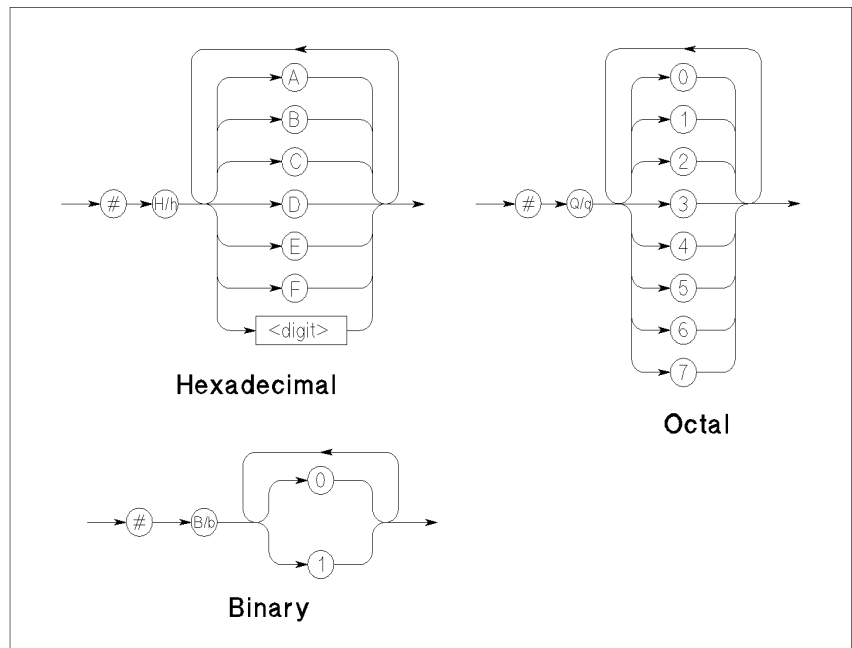 A
B
C
# H/h D
E
F
<digit>
Hexadecimal
0
1
2
# Q/q 3
4
5
6
7
Octal
0
# B/b
1
Binary